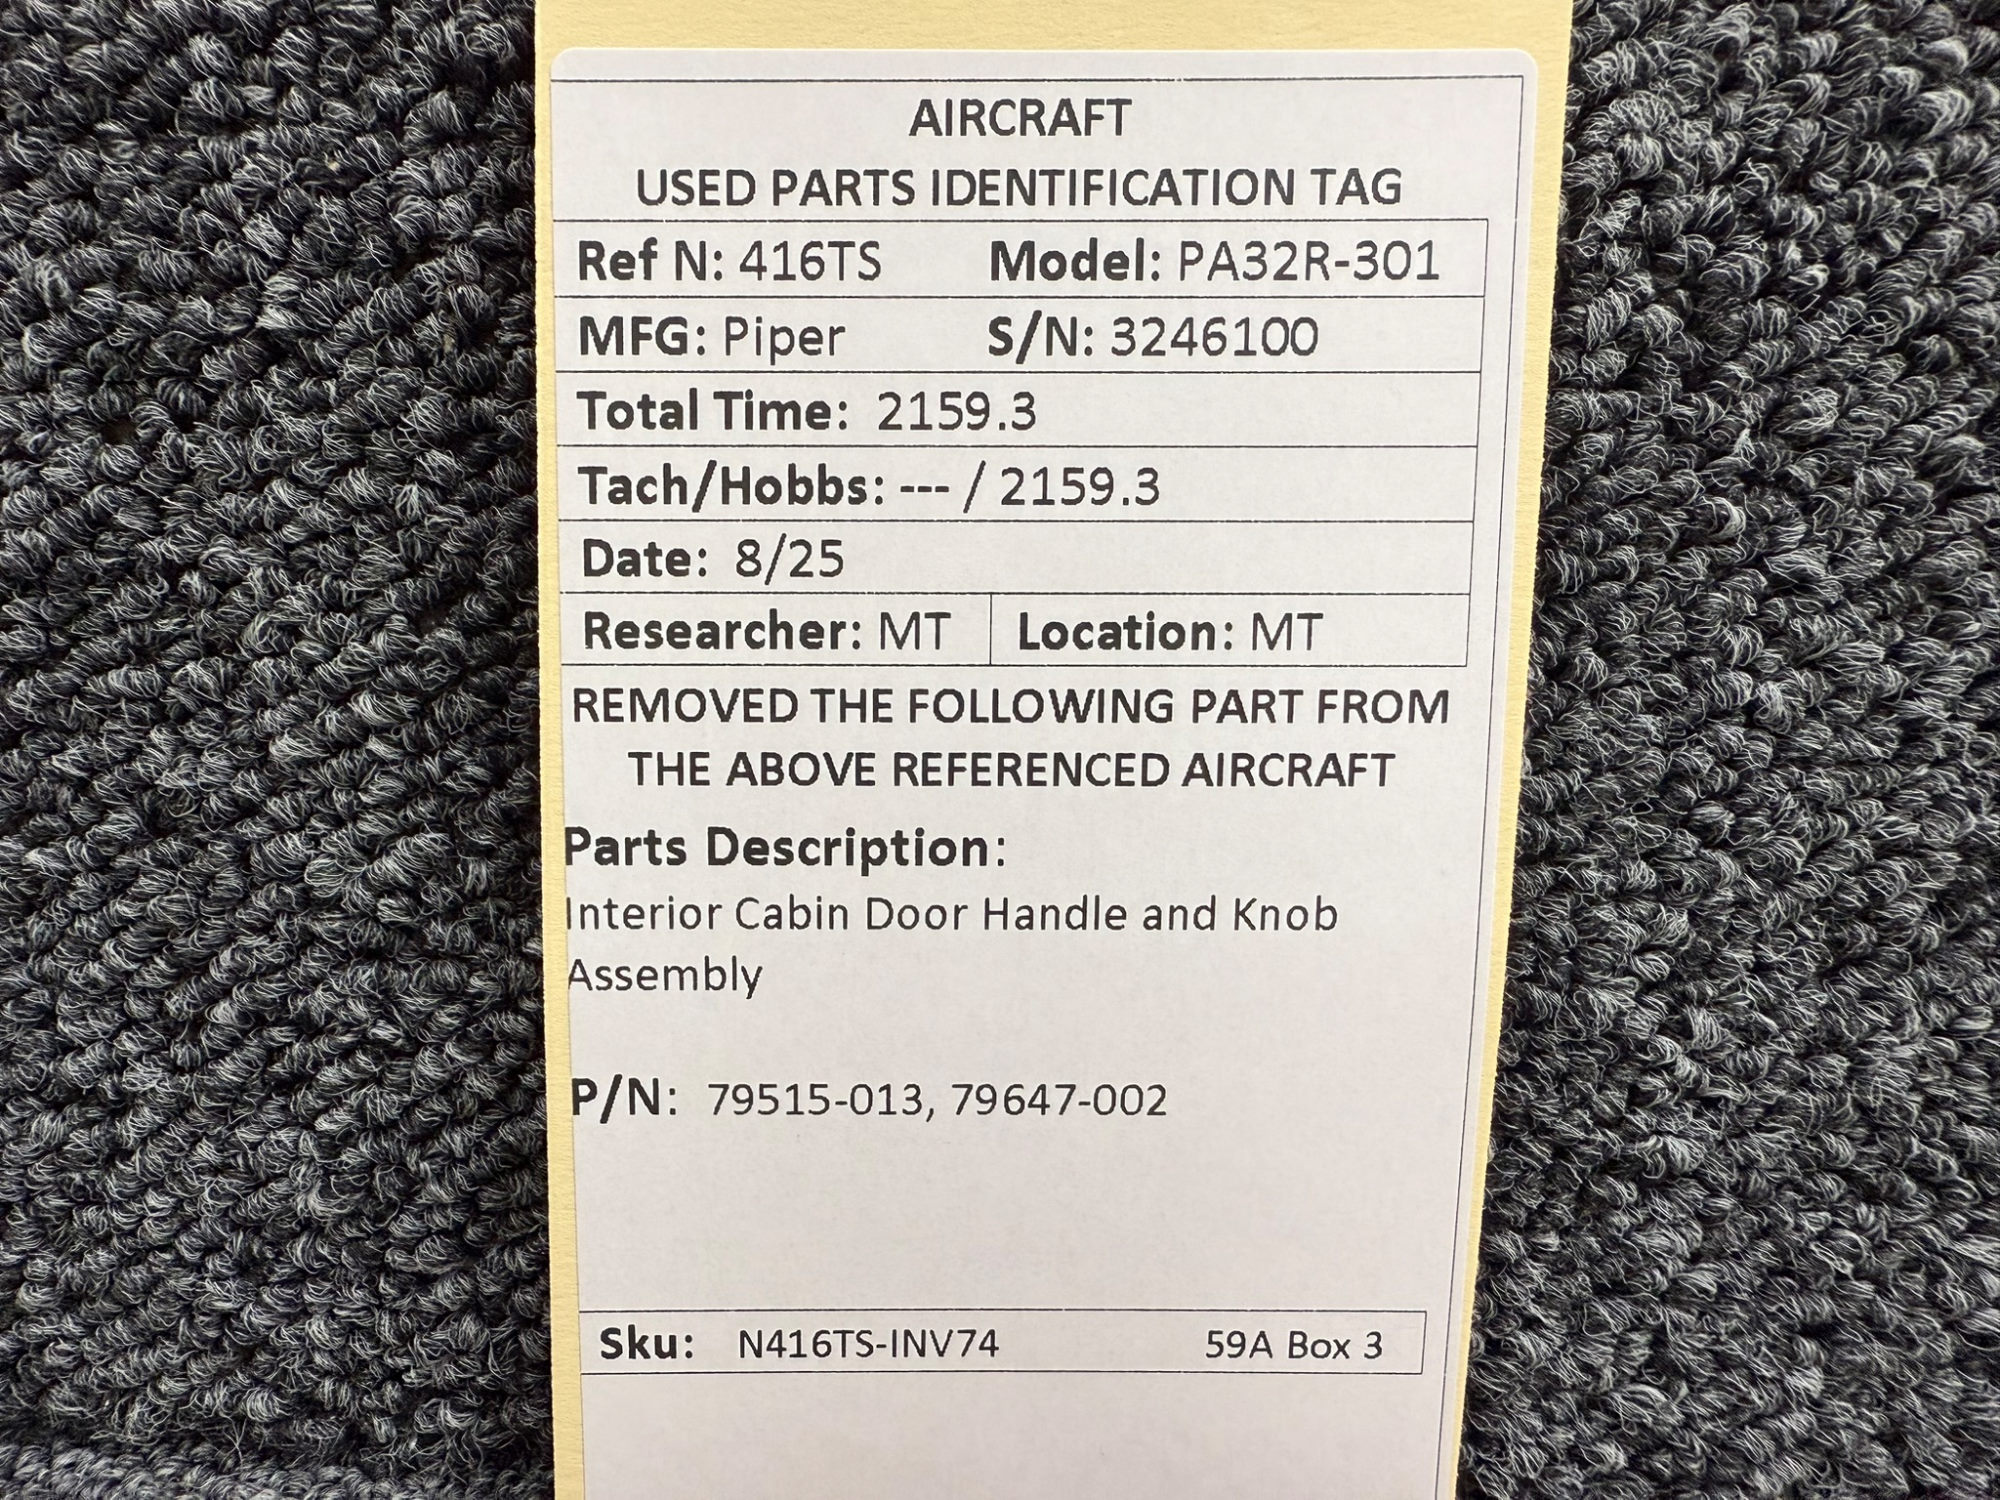 AIRCRAFT
USED PARTS IDENTIFICATION TAG
Ref N: 416TS Model: PA32R-301
MFG: Piper S/N: 3246100
Total Time: 2159.3
Tach/Hobbs: --- / 2159.3
Date: 8/25
Researcher: MT Location: MT
REMOVED THE FOLLOWING PART FROM
THE ABOVE REFERENCED AIRCRAFT
Parts Description:
Interior Cabin Door Handle and Knob
Assembly
P/N: 79515-013, 79647-002
Sku: N416TS-INV74 59A Box 3